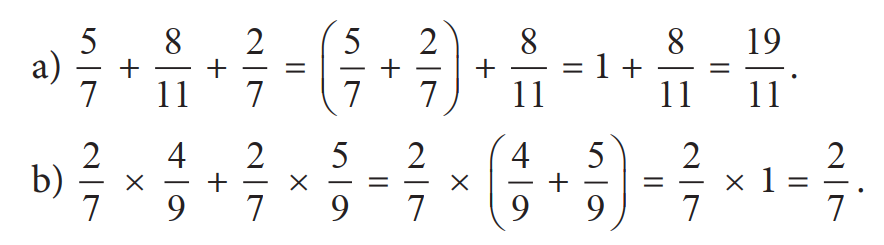 a) 5/7 + 8/11 + 2/7 = (5/7 + 2/7) + 8/11 = 1 + 8/11 = 19/11.
b) 2/7 × 4/9 + 2/7 × 5/9 = 2/7 × (4/9 + 5/9) = 2/7 × 1 = 2/7.